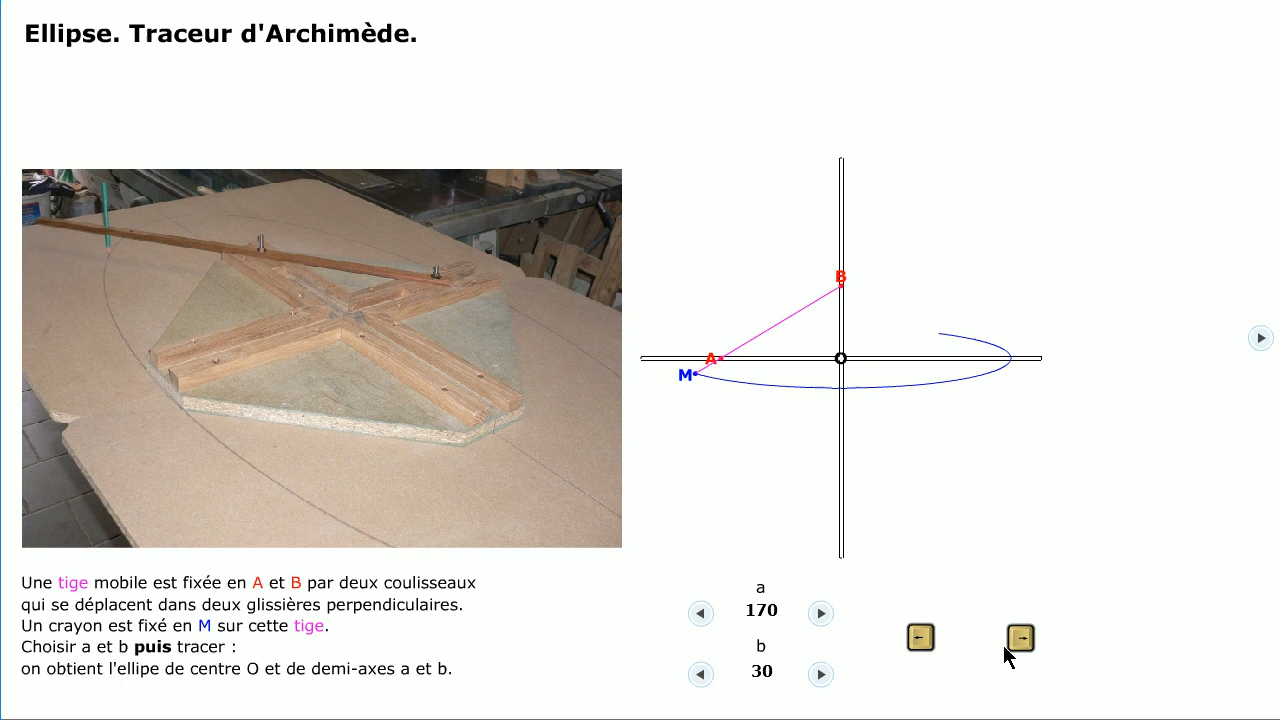 Ellipse. Traceur d'Archimède.
B
A
O
M
Une tige mobile est fixée en A et B par deux coulisseaux
qui se déplacent dans deux glissières perpendiculaires.
Un crayon est fixé en M sur cette tige.
Choisir a et b puis tracer :
on obtient l'ellipe de centre O et de demi-axes a et b.
a
170
b
30